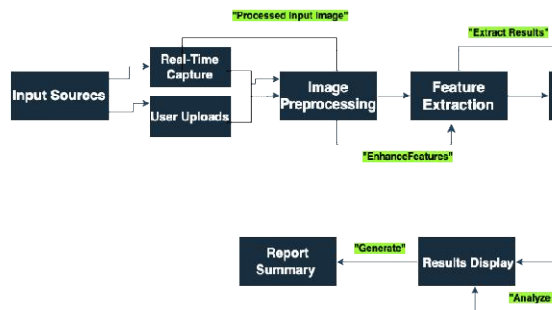 "Processed Input Image"
"Extract Results"
Real-Time
Capture
Input Sources
Image
Preprocessing
Feature
Extraction
User Uploads
"EnhanceFeatures"
"Generate"
Report
Summary
Results Display
"Analyze